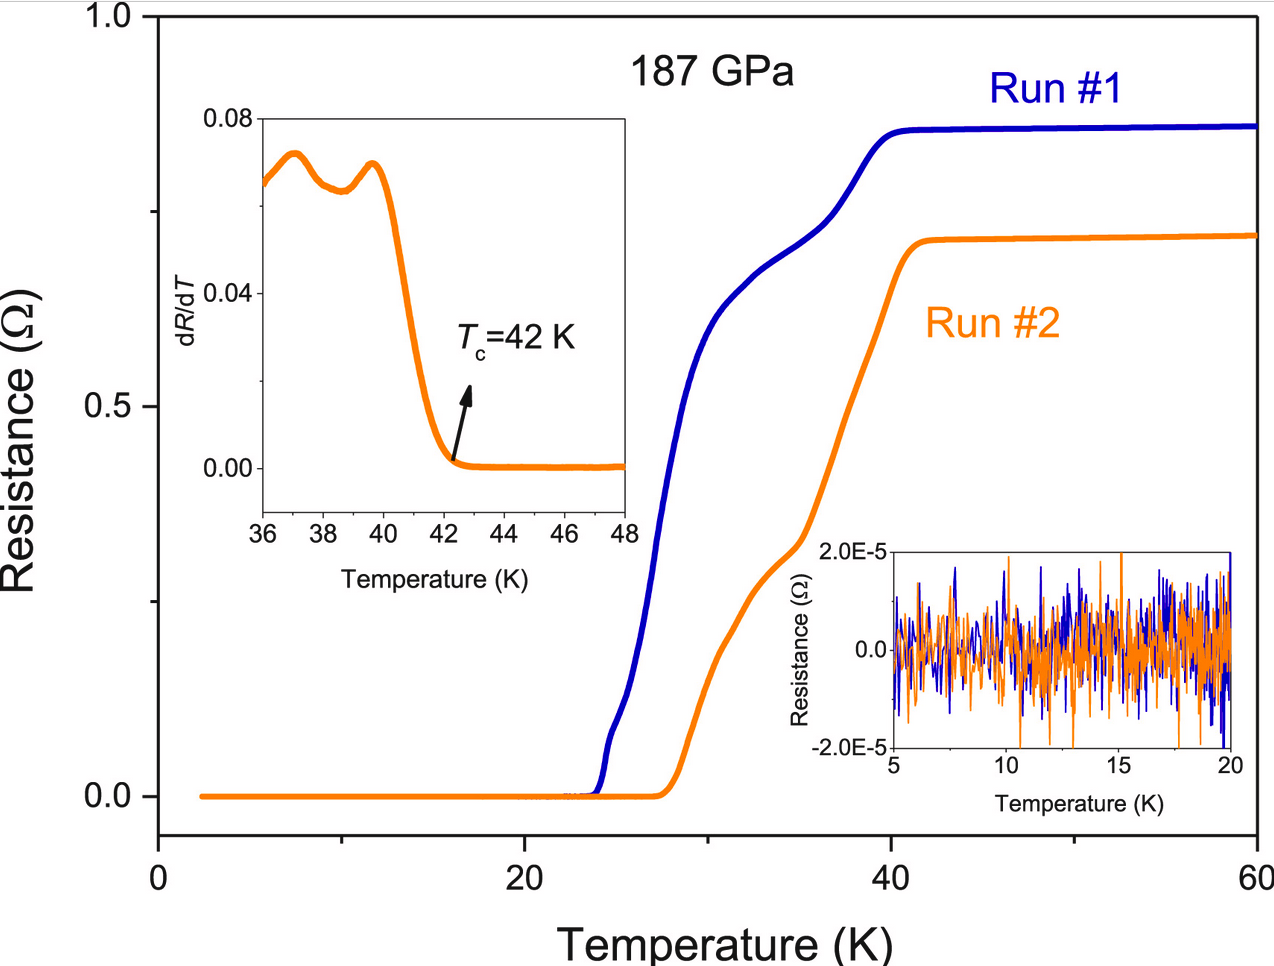 1.0
187 GPa
Run #1
0.08
dR/dT
0.04
Tc=42 K
0.00
36 38 40 42 44 46 48
Temperature (K)
Run #2
Resistance (Ω)
0.5
2.0E-5
Resistance (Ω)
0.0
-2.0E-5
5 10 15 20
Temperature (K)
0.0
0 20 40 60
Temperature (K)